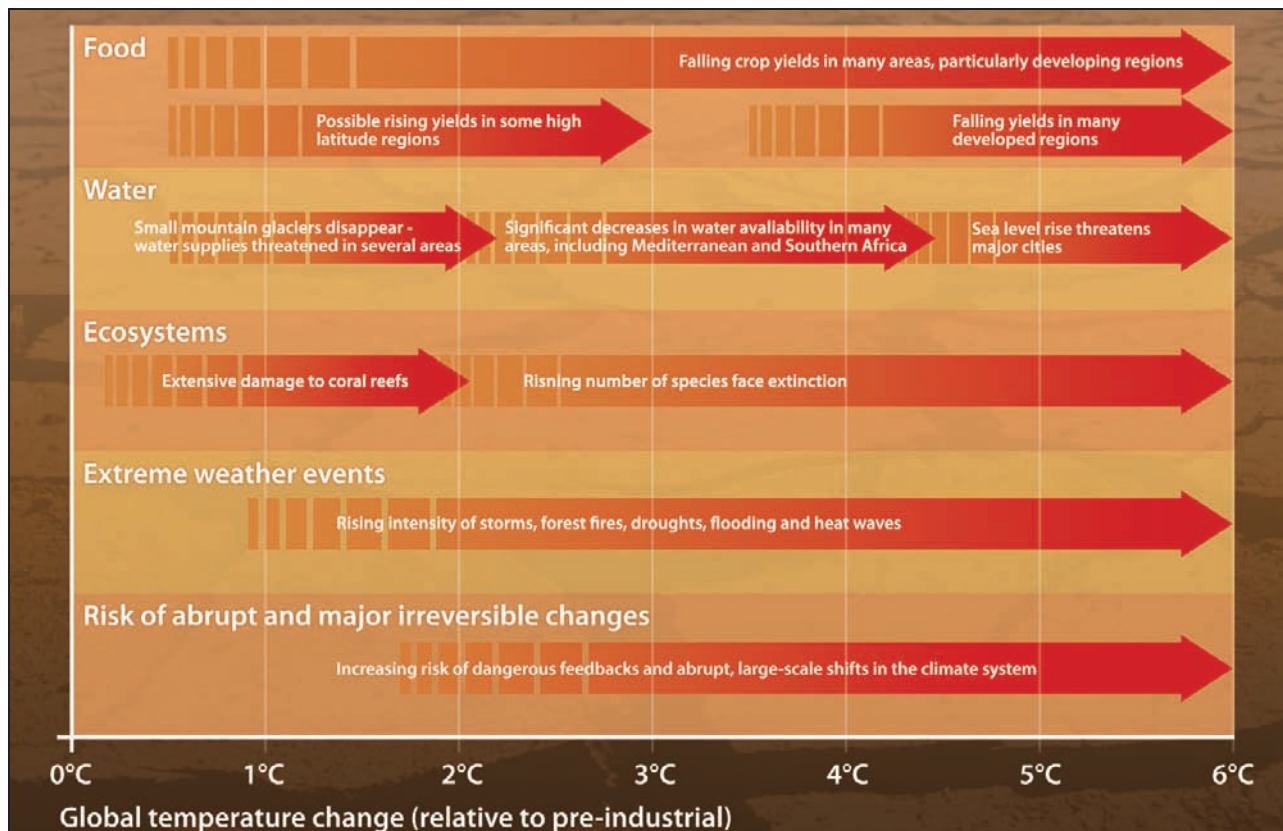 Food
Falling crop yields in many areas, particularly developing regions
Possible rising yields in some high
latitude regions
Falling yields in many
developed regions
Water
Small mountain glaciers disappear -
water supplies threatened in several areas
Significant decreases in water availability in many
areas, including Mediterranean and Southern Africa
Sea level rise threatens
major cities
Ecosystems
Extensive damage to coral reefs
Risning number of species face extinction
Extreme weather events
Rising intensity of storms, forest fires, droughts, flooding and heat waves
Risk of abrupt and major irreversible changes
Increasing risk of dangerous feedbacks and abrupt, large-scale shifts in the climate system
0°C 1°C 2°C 3°C 4°C 5°C 6°C
Global temperature change (relative to pre-industrial)